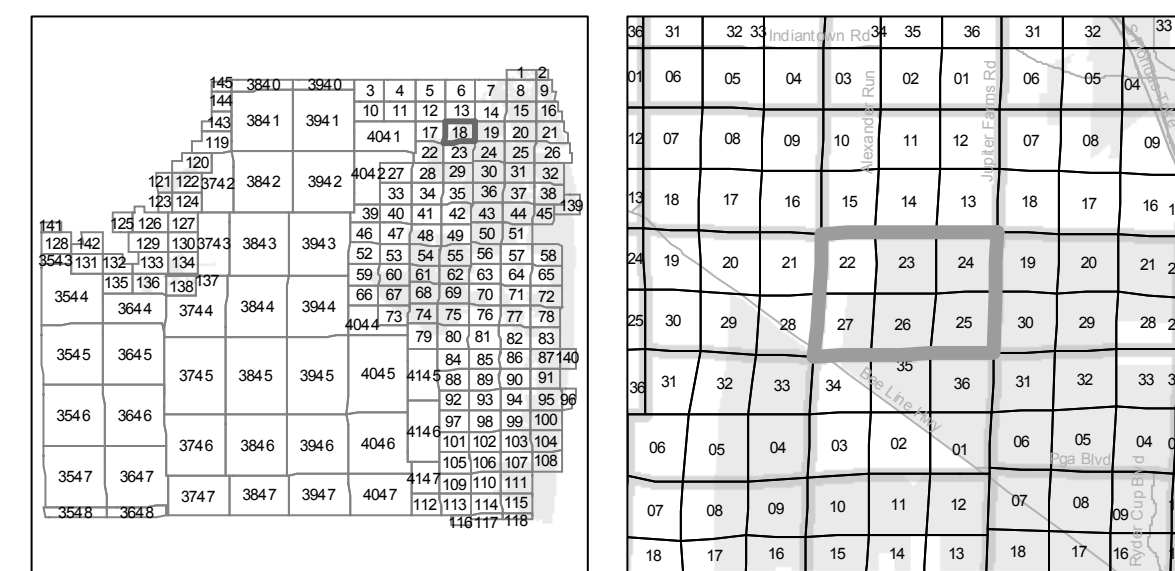 1 2
145 3840 3940 3 4 5 6 7 8 9
144 10 11 12 13 14 15 16
143 3841 3941
119 4041 17 18 19 20 21
120 22 23 24 25 26
121 122 3742 3842 3942 4042 27 28 29 30 31 32
123 124 33 34 35 36 37 38
139
141 125 126 127 39 40 41 42 43 44 45
128 142 129 130 3743 3843 3943 46 47 48 49 50 51
3543 131 132 133 134 52 53 54 55 56 57 58
135 136 138 137 59 60 61 62 63 64 65
3544 3644 3744 3844 3944 66 67 68 69 70 71 72
4044 73 74 75 76 77 78
79 80 81 82 83
3545 3645 84 85 86 87 140
3745 3845 3945 4045 4145 88 89 90 91
3546 3646 92 93 94 95 96
3746 3846 3946 4046 4146 97 98 99 100
101 102 103 104
3547 3647 105 106 107 108
4147 109 110 111
3747 3847 3947 4047 112 113 114 115
3548 3648 116 117 118
36 31 32 33 Indiantown Rd 34 35 36 31 32 33
01 06 05 04 03 02 01 06 05 04
Alexander Run
Jupiter Farms Rd
12 07 08 09 10 11 12 07 08 09
13 18 17 16 15 14 13 18 17 16 1
24 19 20 21 22 23 24 19 20 21 2
25 30 29 28 27 26 25 30 29 28 2
36 31 32 33 34 35 36 31 32 33 3
Bee Line Hwy
06 05 04 03 02 01 06 05 04 0
Pga Blvd
07 08 09 10 11 12 07 08 09
Ryder Cup Blvd
18 17 16 15 14 13 18 17 16